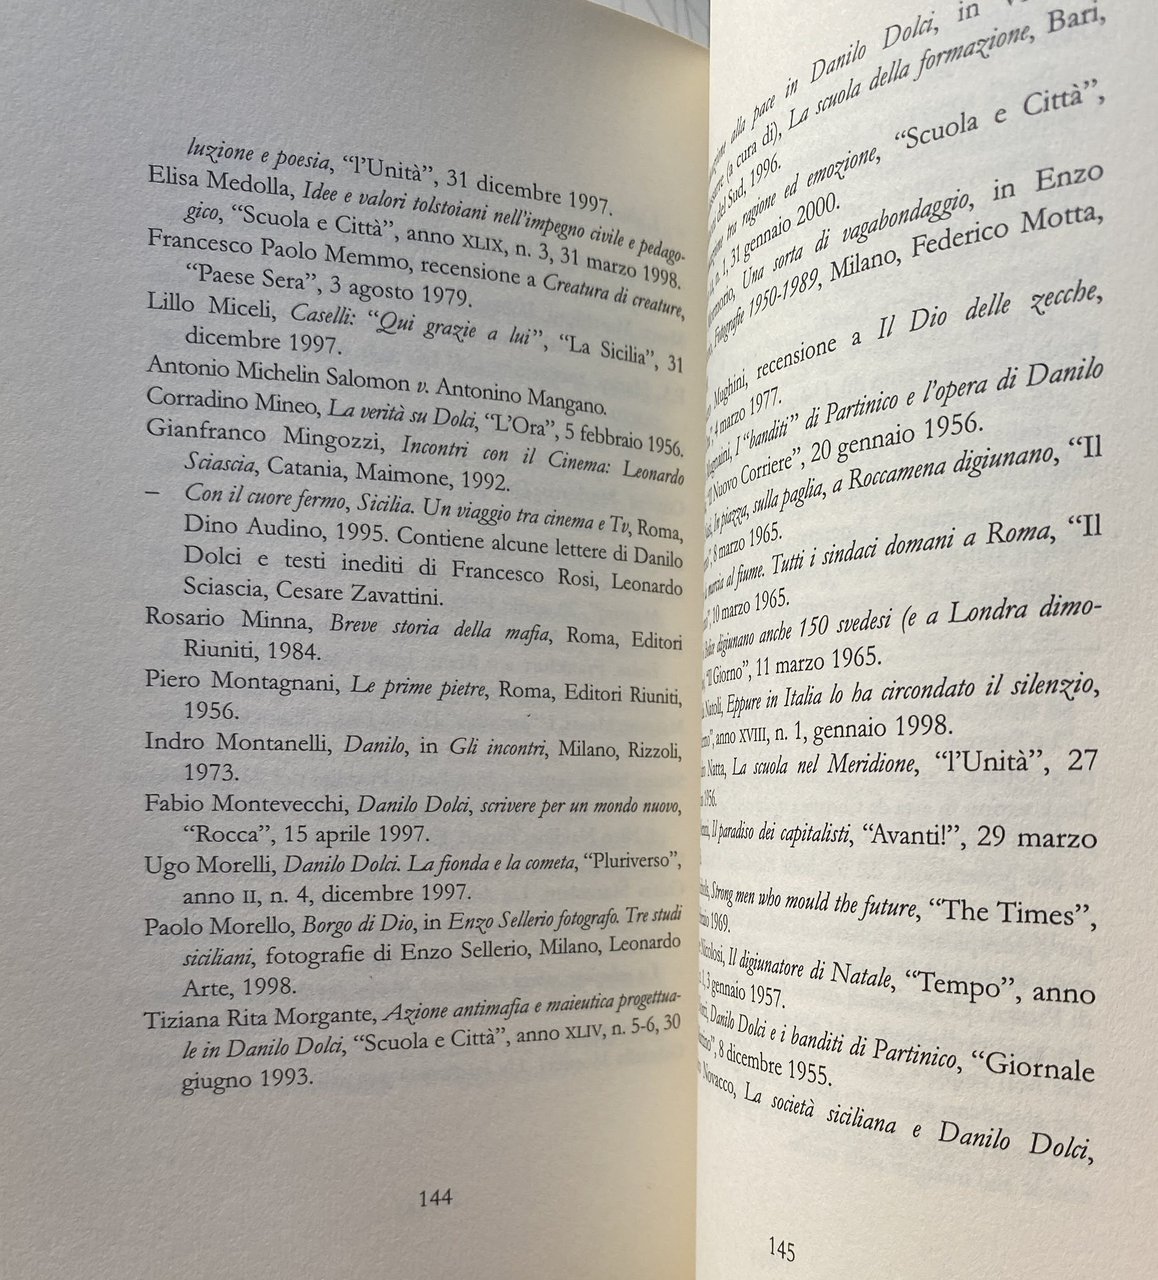 luzione e poesia, “l’Unità”, 31 dicembre 1997.
Elisa Medolla, Idee e valori tolstoiani nell’impegno civile e pedago-
gico, “Scuola e Città”, anno XLIX, n. 3, 31 marzo 1998.
Francesco Paolo Memmo, recensione a Creatura di creature,
“Paese Sera”, 3 agosto 1979.
Lillo Miceli, Caselli: “Qui grazie a lui”, “La Sicilia”, 31
dicembre 1997.
Antonio Michelin Salomon v. Antonino Mangano.
Corradino Mineo, La verità su Dolci, “L’Ora”, 5 febbraio 1956.
Gianfranco Mingozzi, Incontri con il Cinema: Leonardo
Sciascia, Catania, Maimone, 1992.
– Con il cuore fermo, Sicilia. Un viaggio tra cinema e Tv, Roma,
Dino Audino, 1995. Contiene alcune lettere di Danilo
Dolci e testi inediti di Francesco Rosi, Leonardo
Sciascia, Cesare Zavattini.
Rosario Minna, Breve storia della mafia, Roma, Editori
Riuniti, 1984.
Piero Montagnani, Le prime pietre, Roma, Editori Riuniti,
1956.
Indro Montanelli, Danilo, in Gli incontri, Milano, Rizzoli,
1973.
Fabio Montevecchi, Danilo Dolci, scrivere per un mondo nuovo,
“Rocca”, 15 aprile 1997.
Ugo Morelli, Danilo Dolci. La fionda e la cometa, “Pluriverso”,
anno II, n. 4, dicembre 1997.
Paolo Morello, Borgo di Dio, in Enzo Sellerio fotografo. Tre studi
siciliani, fotografie di Enzo Sellerio, Milano, Leonardo
Arte, 1998.
Tiziana Rita Morgante, Azione antimafia e maieutica progettua-
le in Danilo Dolci, “Scuola e Città”, anno XLIV, n. 5-6, 30
giugno 1993.
144
alla pace in Danilo Dolci, in
(a cura di), La scuola della formazione, Bari,
del Sud, 1996.
tra ragione ed emozione, “Scuola e Città”,
n. 1, 31 gennaio 2000.
Una sorta di vagabondaggio, in Enzo
Fotografie 1950-1989, Milano, Federico Motta,
Mughini, recensione a Il Dio delle zecche,
4 marzo 1977.
I “banditi” di Partinico e l’opera di Danilo
“Il Nuovo Corriere”, 20 gennaio 1956.
In piazza, sulla paglia, a Roccamena digiunano, “Il
8 marzo 1965.
marcia al fiume. Tutti i sindaci domani a Roma, “Il
10 marzo 1965.
digiunano anche 150 svedesi (e a Londra dimo-
“Il Giorno”, 11 marzo 1965.
Natoli, Eppure in Italia lo ha circondato il silenzio,
anno XVIII, n. 1, gennaio 1998.
Natta, La scuola nel Meridione, “l’Unità”, 27
1956.
Il paradiso dei capitalisti, “Avanti!”, 29 marzo
Strong men who mould the future, “The Times”,
1969.
Nicolosi, Il digiunatore di Natale, “Tempo”, anno
3 gennaio 1957.
Danilo Dolci e i banditi di Partinico, “Giornale
8 dicembre 1955.
Novacco, La società siciliana e Danilo Dolci,
145